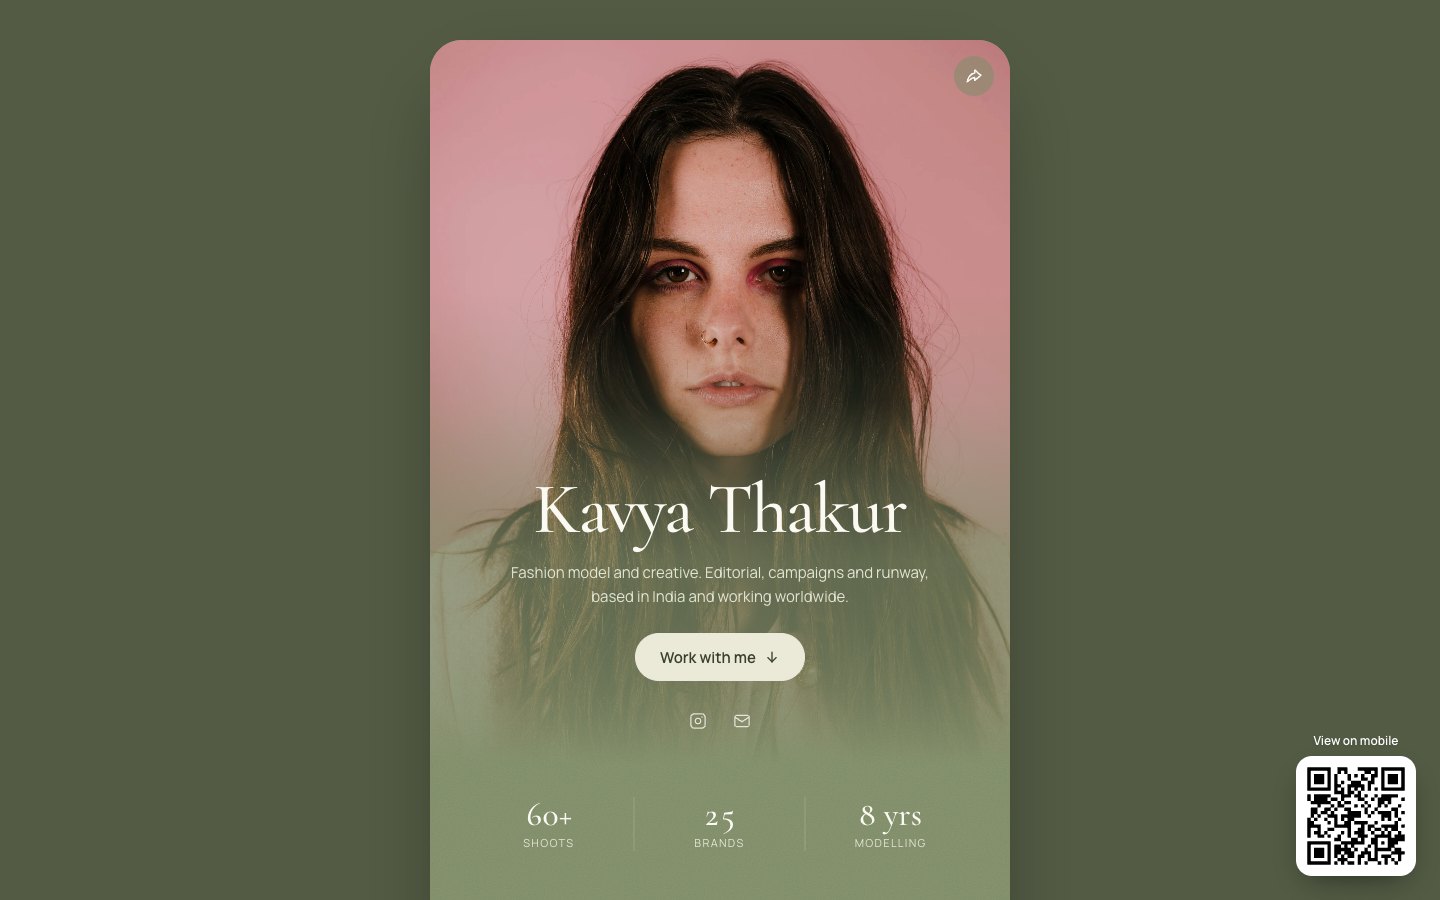 Kavya Thakur
Fashion model and creative. Editorial, campaigns and runway,
based in India and working worldwide.
Work with me
60+
SHOOTS
25
BRANDS
8 yrs
MODELLING
View on mobile